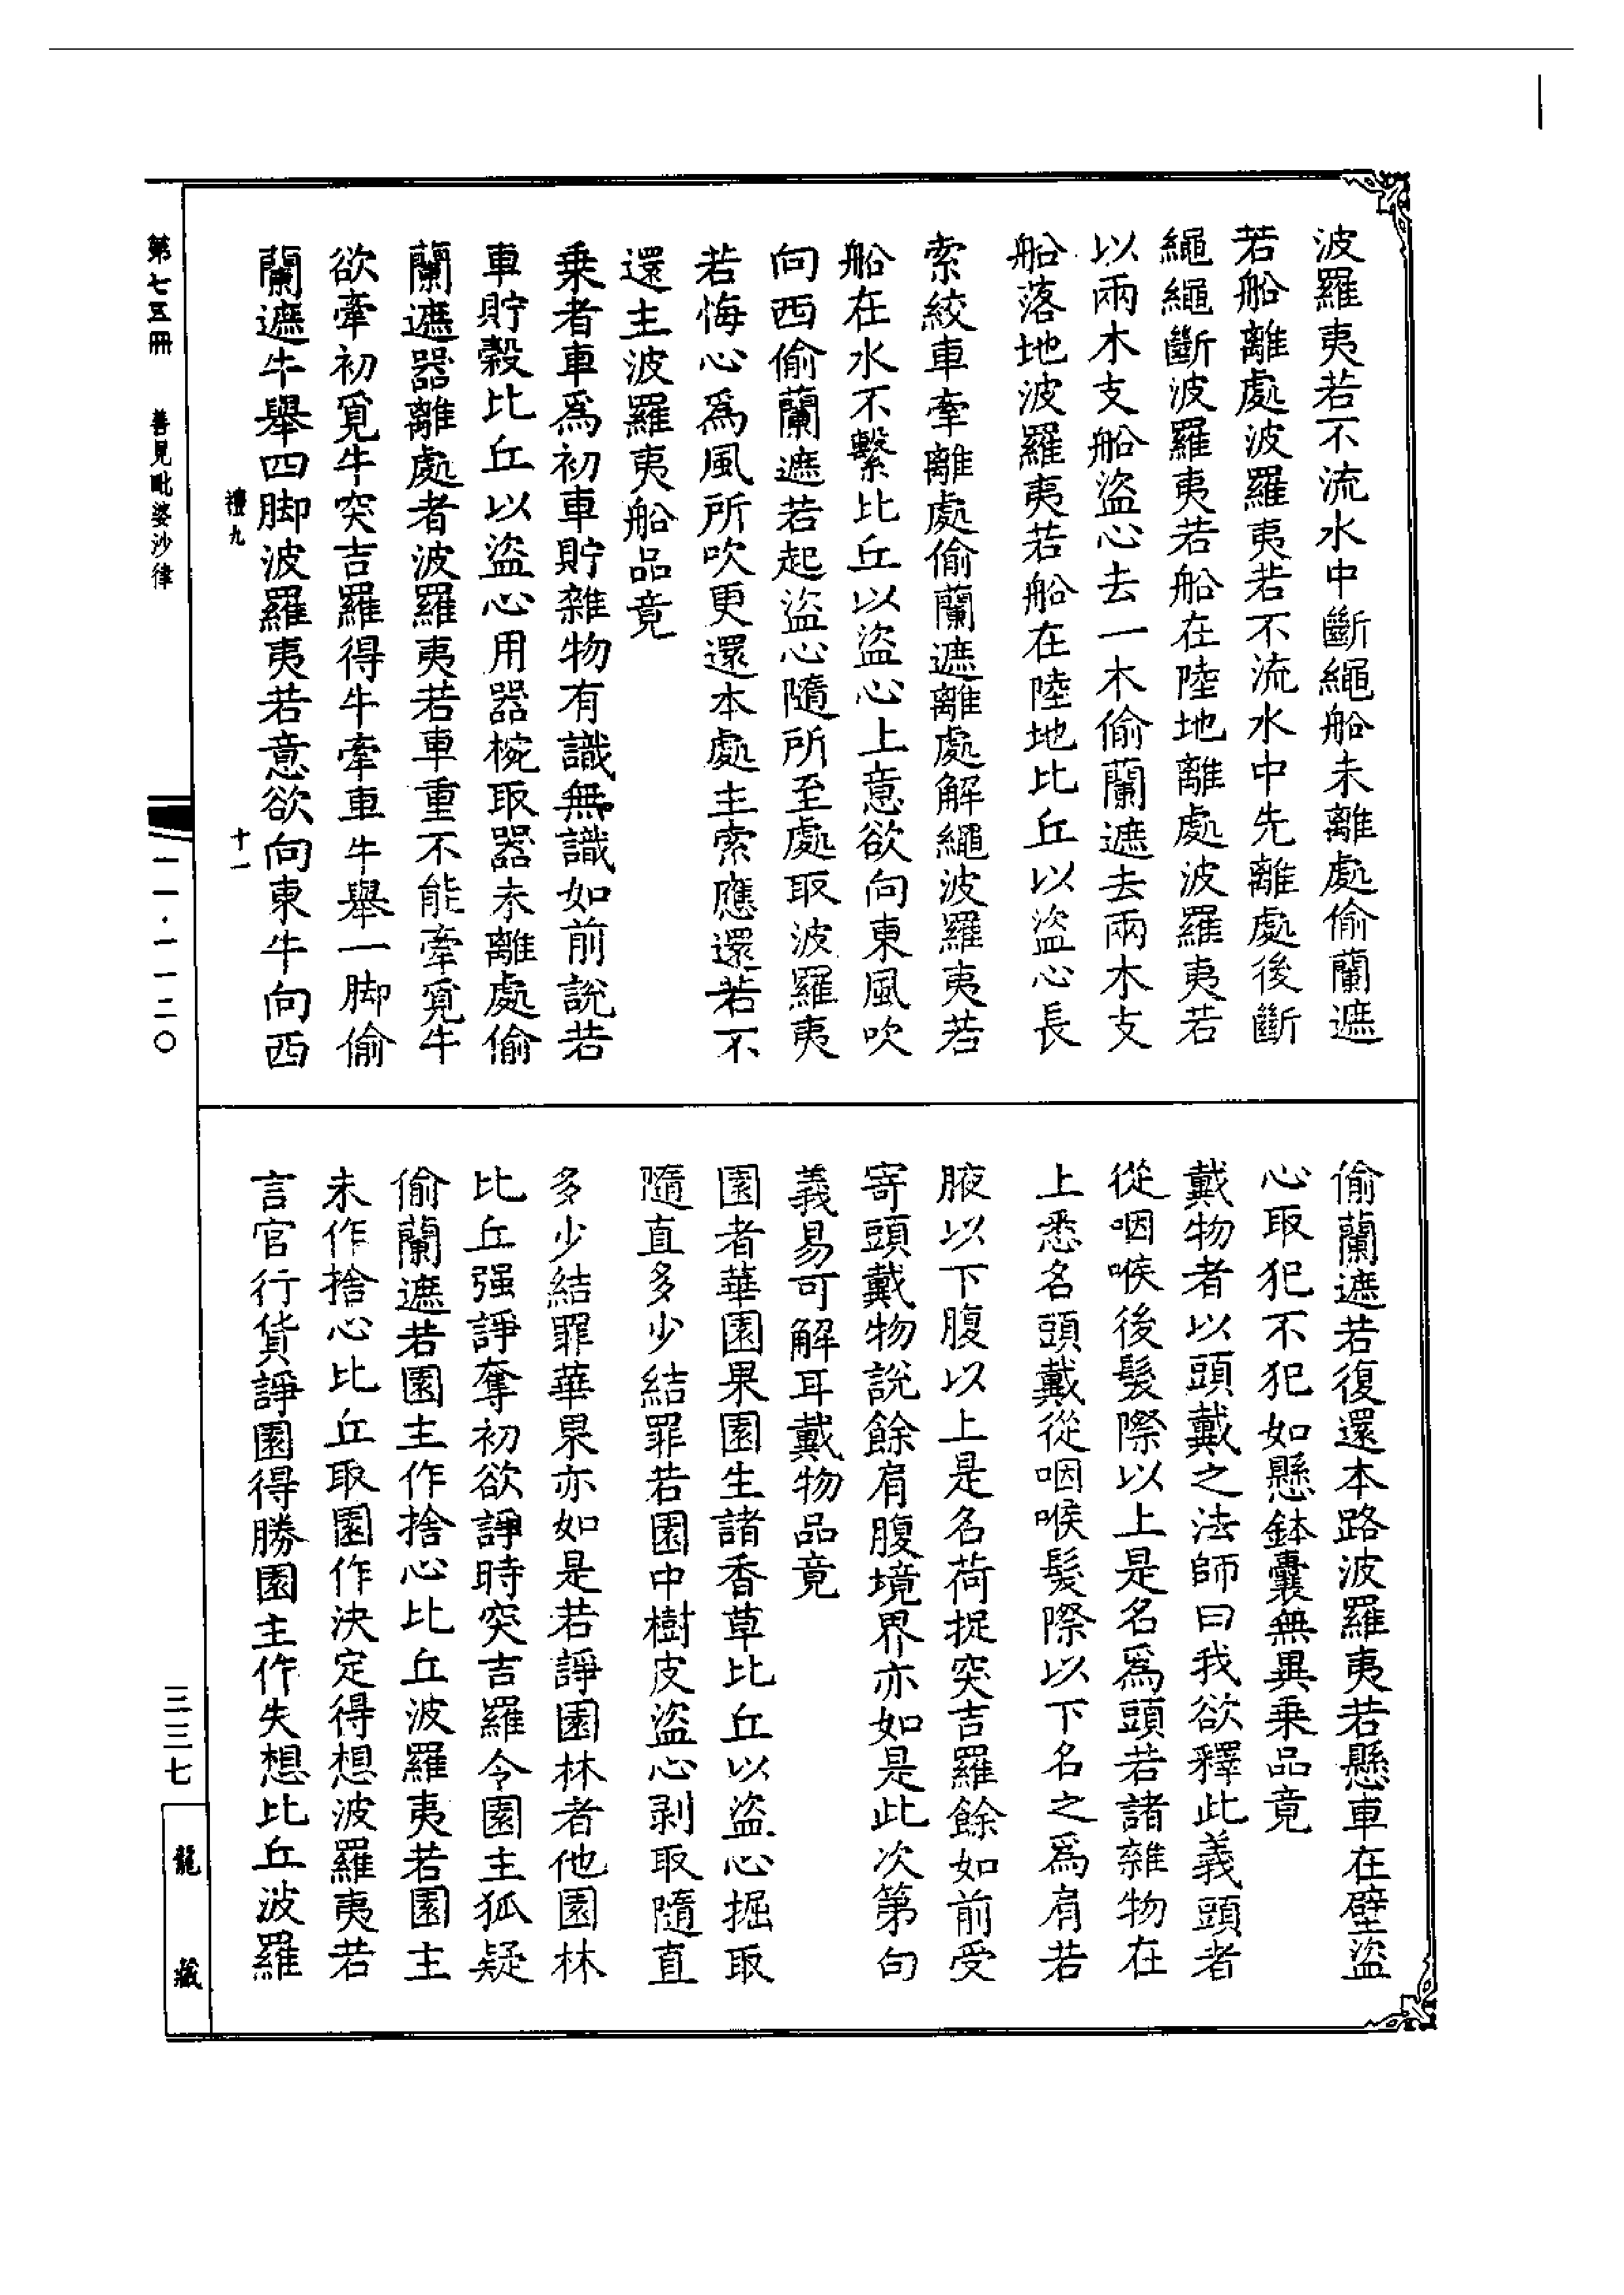 波羅夷若不流水中斷繩船未離處偷蘭遮
若船離處波羅夷若不流水中先離處後斷
繩繩斷波羅夷若船在陸地離處波羅夷若
以兩木支船盜心去一木偷蘭遮去兩木支
船落地波羅夷若船在陸地比丘以盜心長
索絞車牽離處偷蘭遮離處解繩波羅夷若
船在水不繫比丘以盜心上意欲向東風吹
向西偷蘭遮若起盜心隨所至處取波羅夷
若悔心為風所吹更還本處主索應還若不
還主波羅夷船品竟
乗者車爲初車貯雜物有識無識如前說若
車貯穀比丘以盜心用器椀取器未離處偷
蘭遮器離處者波羅夷若車重不能牽覓牛
欲牽初覓牛突吉羅得牛牽車牛舉一脚偷
蘭遮牛舉四脚波羅夷若意欲向東牛向西
偷蘭遮若復還本路波羅夷若懸車在壁盜
心取犯不犯如懸鉢囊無異乗品竟
戴物者以頭戴之法師曰我欲釋此義頭者
從咽喉後髮際以上是名爲頭若諸雜物在
上悉名頭戴從咽喉髮際以下名之爲肩若
腋以下腹以上是名荷捉突吉羅餘如前受
寄頭戴物說餘肩腹境界亦如是此次第句
義易可解耳戴物品竟
園者華園果園生諸香草比丘以盜心掘取
隨直多少結罪若園中樹皮盜心剥取隨直
多少結罪華果亦如是若諍園林者他園林
比丘强諍奪初欲諍時突吉羅令園主狐疑
偷蘭遮若園主作捨心比丘波羅夷若園主
未作捨心比丘取園作決定得想波羅夷若
言官行貨諍園得勝園主作失想比丘波羅
禮九
十一
第七五冊
善見毗婆沙律
一一·一一二〇
三三七
龍藏